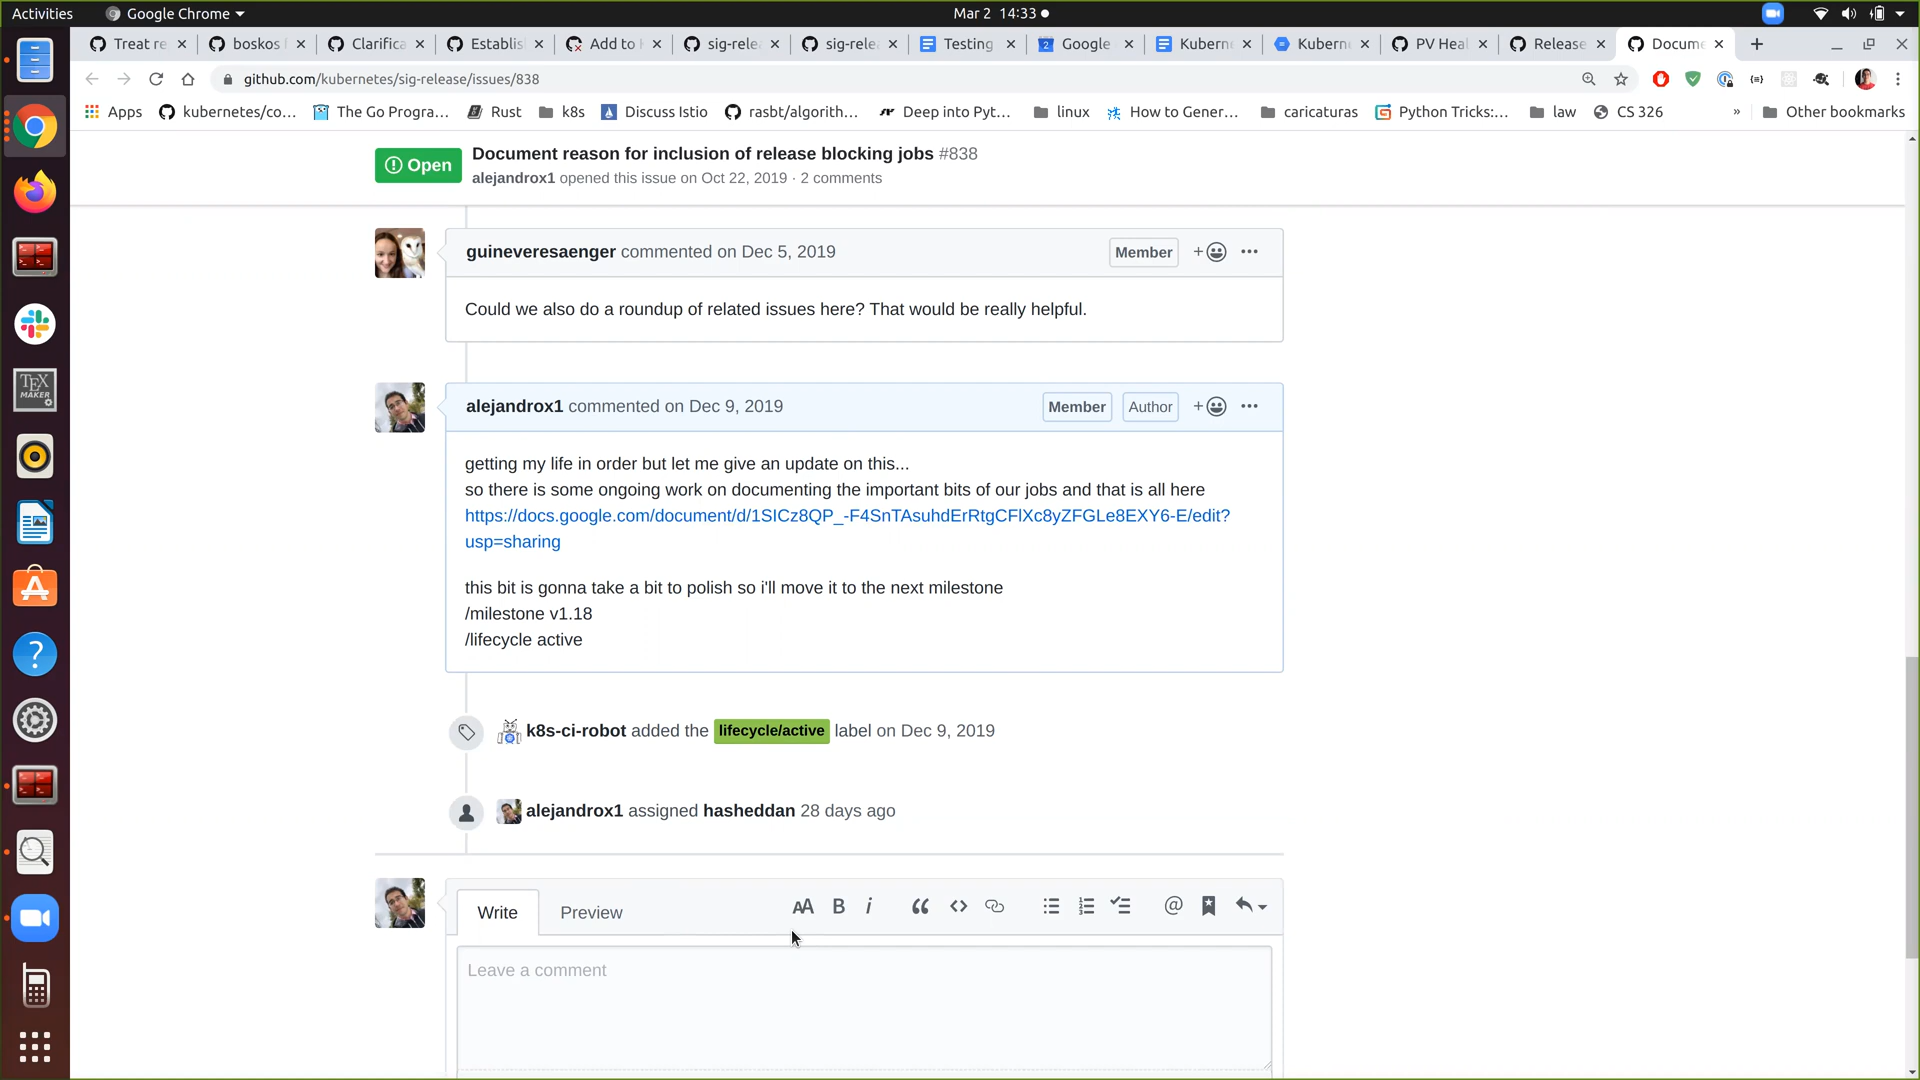 Activities
Google Chrome
Mar 2 14:33
Treat re
boskos
Clarifica
Establis
Add to
sig-relea
sig-relea
Testing
Google
Kuberne
Kuberne
PV Heal
Release
Docume
github.com/kubernetes/sig-release/issues/838
Apps
kubernetes/co...
The Go Progra...
Rust
k8s
Discuss Istio
rasbt/algorith...
Deep into Pyt...
linux
How to Gener...
caricaturas
Python Tricks:...
law
CS 326
»
Other bookmarks
Open
Document reason for inclusion of release blocking jobs #838
alejandrox1 opened this issue on Oct 22, 2019 · 2 comments
guineveresaenger commented on Dec 5, 2019
Member
Could we also do a roundup of related issues here? That would be really helpful.
alejandrox1 commented on Dec 9, 2019
Member
Author
getting my life in order but let me give an update on this...
so there is some ongoing work on documenting the important bits of our jobs and that is all here
https://docs.google.com/document/d/1SICz8QP_-F4SnTAsuhdErRtgCFlXc8yZFGLe8EXY6-E/edit?
usp=sharing
this bit is gonna take a bit to polish so i'll move it to the next milestone
/milestone v1.18
/lifecycle active
k8s-ci-robot added the lifecycle/active label on Dec 9, 2019
alejandrox1 assigned hasheddan 28 days ago
TEX
MAKER
Write
Preview
AA B i
Leave a comment